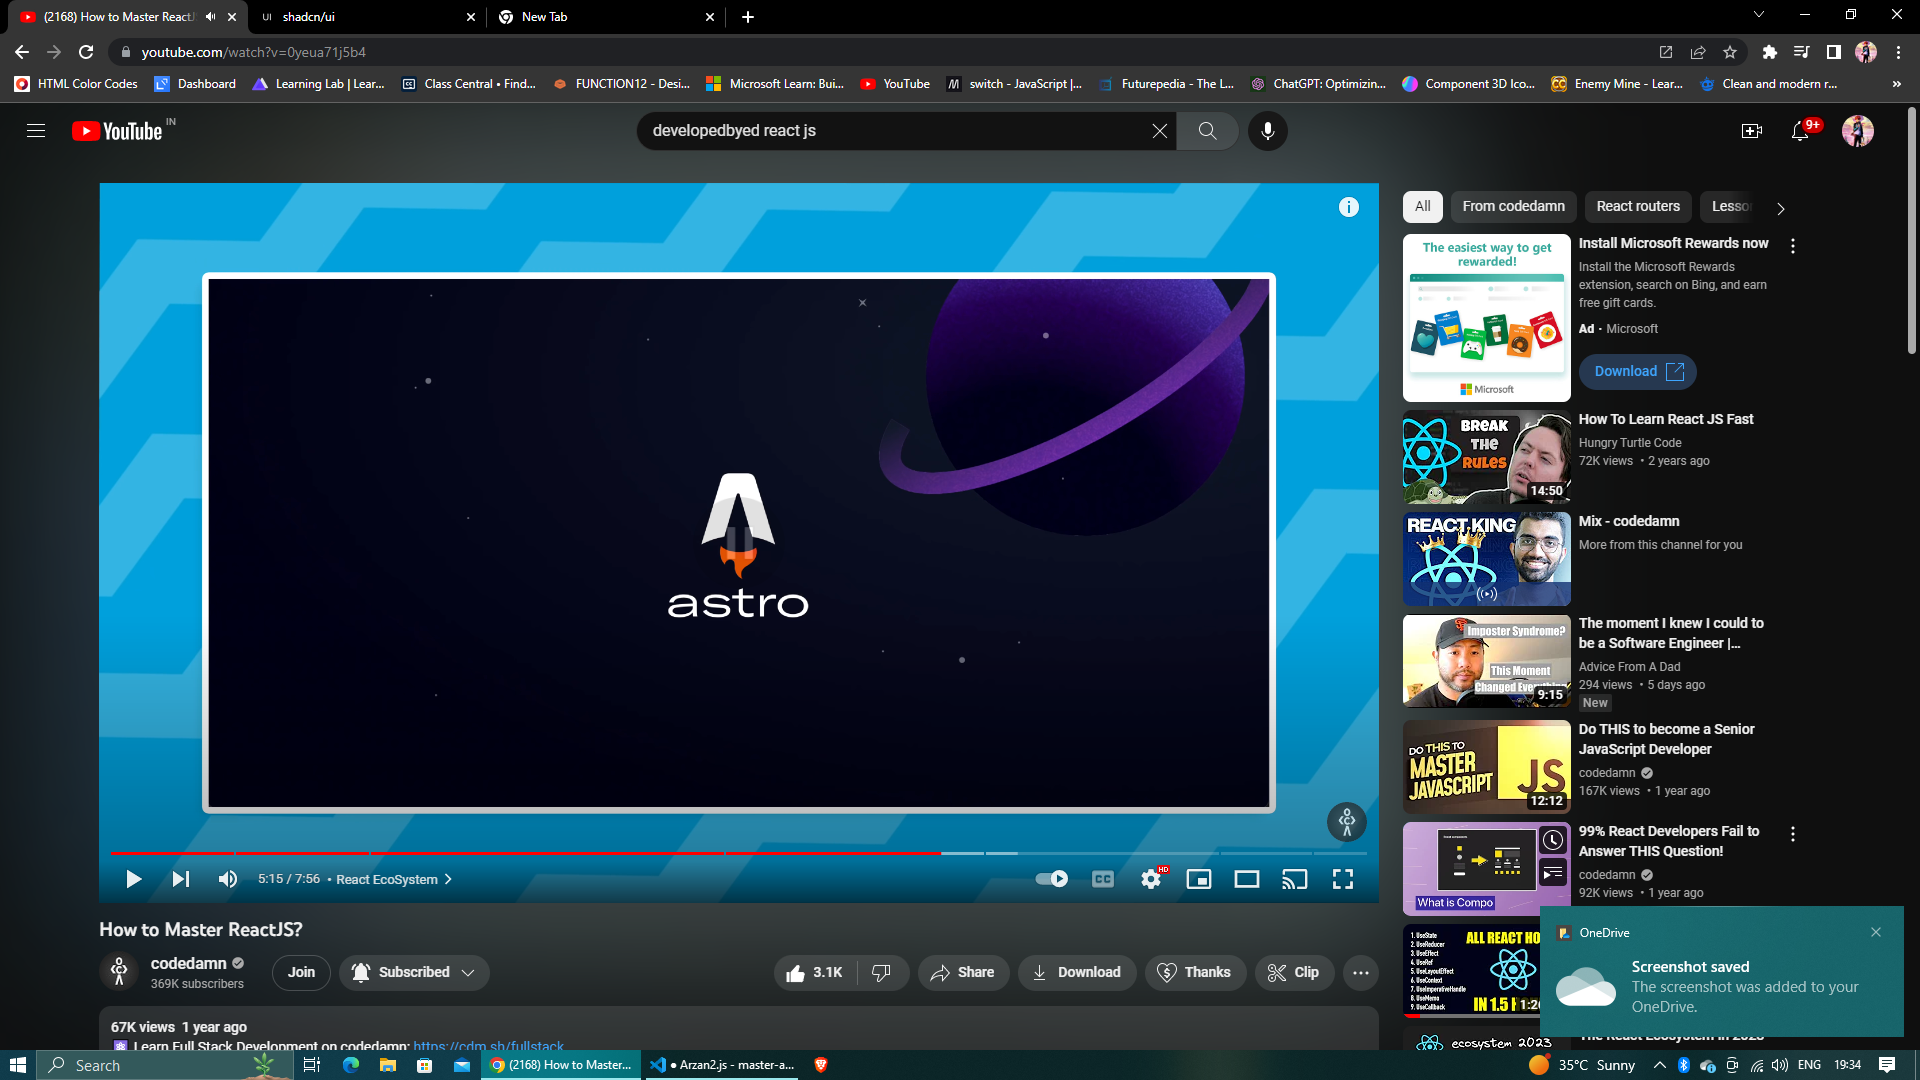 (2168) How to Master ReactJS
shadcn/ui
New Tab
youtube.com/watch?v=0yeua71j5b4
HTML Color Codes
Dashboard
Learning Lab | Lear...
Class Central • Find...
FUNCTION12 - Desi...
Microsoft Learn: Bui...
YouTube
switch - JavaScript |...
Futurepedia - The L...
ChatGPT: Optimizin...
Component 3D Ico...
Enemy Mine - Lear...
Clean and modern r...
YouTube IN
developedbyed react js
9+
astro
5:15 / 7:56 • React EcoSystem
CC
HD
How to Master ReactJS?
codedamn
369K subscribers
Join
Subscribed
3.1K
Share
Download
Thanks
Clip
67K views 1 year ago
Learn Full Stack Development on codedamn: https://cdm.sh/fullstack
All
From codedamn
React routers
Lesso
The easiest way to get
rewarded!
Microsoft
Install Microsoft Rewards now
Install the Microsoft Rewards
extension, search on Bing, and earn
free gift cards.
Ad • Microsoft
Download
BREAK
THE
RULES
14:50
How To Learn React JS Fast
Hungry Turtle Code
72K views • 2 years ago
REACT KING
Mix - codedamn
More from this channel for you
Imposter Syndrome?
This Moment
Changed Everything
9:15
The moment I knew I could to
be a Software Engineer |...
Advice From A Dad
294 views • 5 days ago
New
DO THIS TO
MASTER
JAVASCRIPT
JS
12:12
Do THIS to become a Senior
JavaScript Developer
codedamn
167K views • 1 year ago
What is Compo
99% React Developers Fail to
Answer THIS Question!
codedamn
92K views • 1 year ago
1. UseState
2. UseReducer
3. UseEffect
4. UseRef
5. UseLayoutEffect
6. UseContext
7. UseImperativeHandle
8. UseMemo
9. UseCallback
ALL REACT HO
IN 1.5 H
1:26
ecosystem 2023
The React Ecosystem in 2023
OneDrive
Screenshot saved
The screenshot was added to your
OneDrive.
Search
(2168) How to Master...
● Arzan2.js - master-a...
35°C Sunny
ENG
19:34